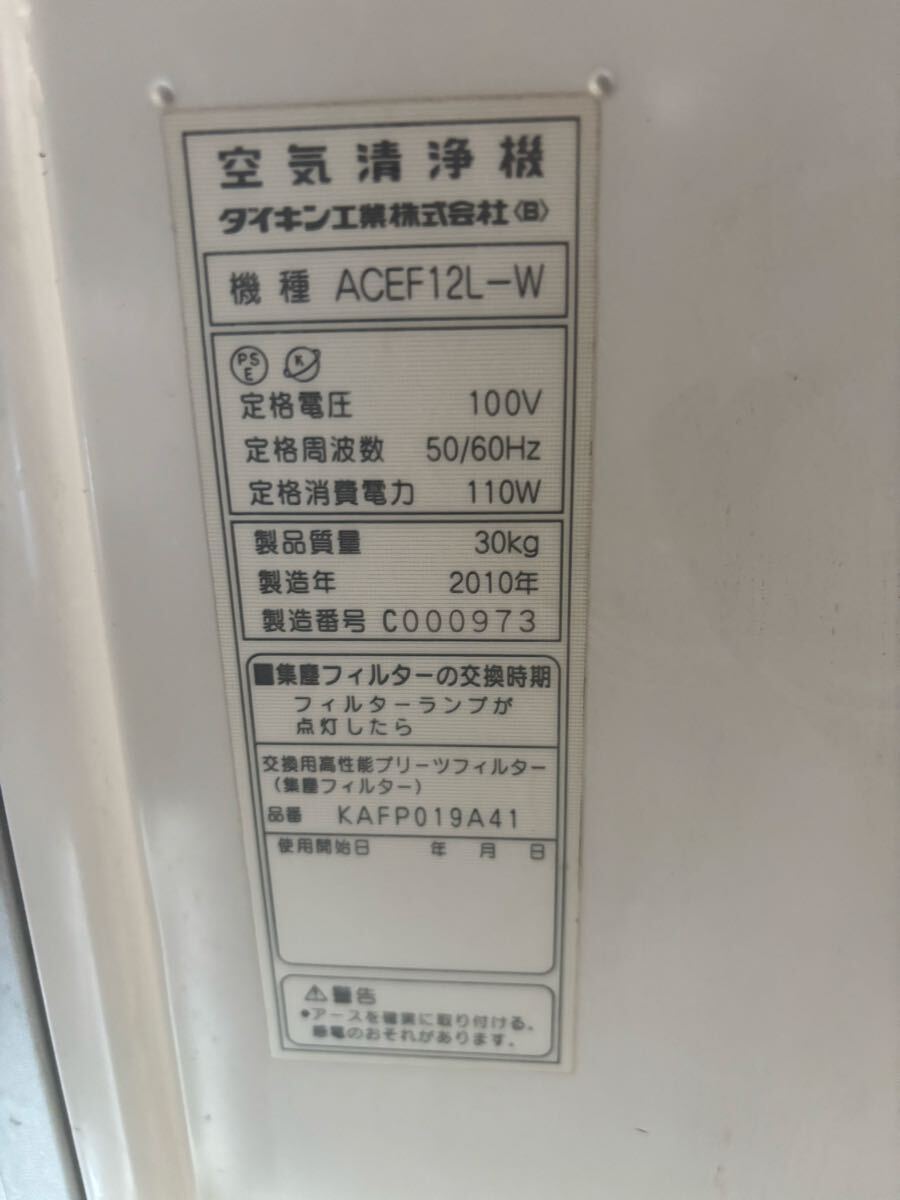 空気清浄機
ダイキン工業株式会社〈B〉
機種 ACEF12L-W
PS E K
定格電圧 100V
定格周波数 50/60Hz
定格消費電力 110W
製品質量 30kg
製造年 2010年
製造番号 C000973
■集塵フィルターの交換時期
フィルターランプが
点灯したら
交換用高性能プリーツフィルター
(集塵フィルター)
品番 KAFP019A41
使用開始日 年 月 日
⚠警告
●アースを確実に取り付ける。
感電のおそれがあります。